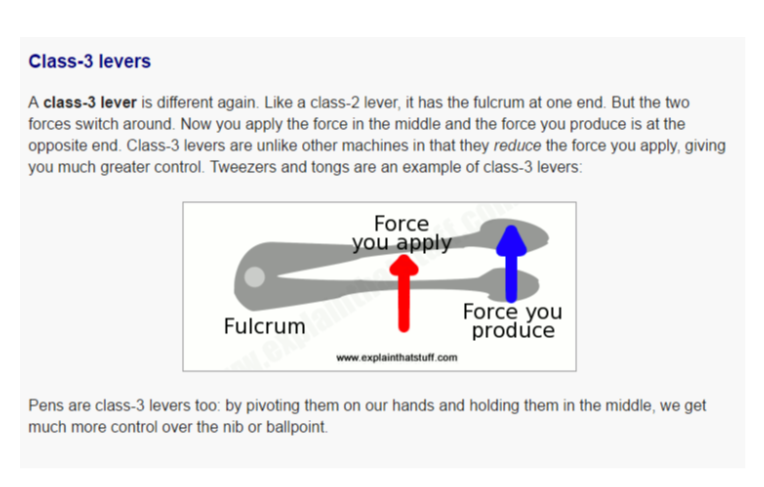 Class-3 levers
A class-3 lever is different again. Like a class-2 lever, it has the fulcrum at one end. But the two
forces switch around. Now you apply the force in the middle and the force you produce is at the
opposite end. Class-3 levers are unlike other machines in that they reduce the force you apply, giving
you much greater control. Tweezers and tongs are an example of class-3 levers:
Force
you apply
Fulcrum
Force you
produce
www.explainthatstuff.com
Pens are class-3 levers too: by pivoting them on our hands and holding them in the middle, we get
much more control over the nib or ballpoint.